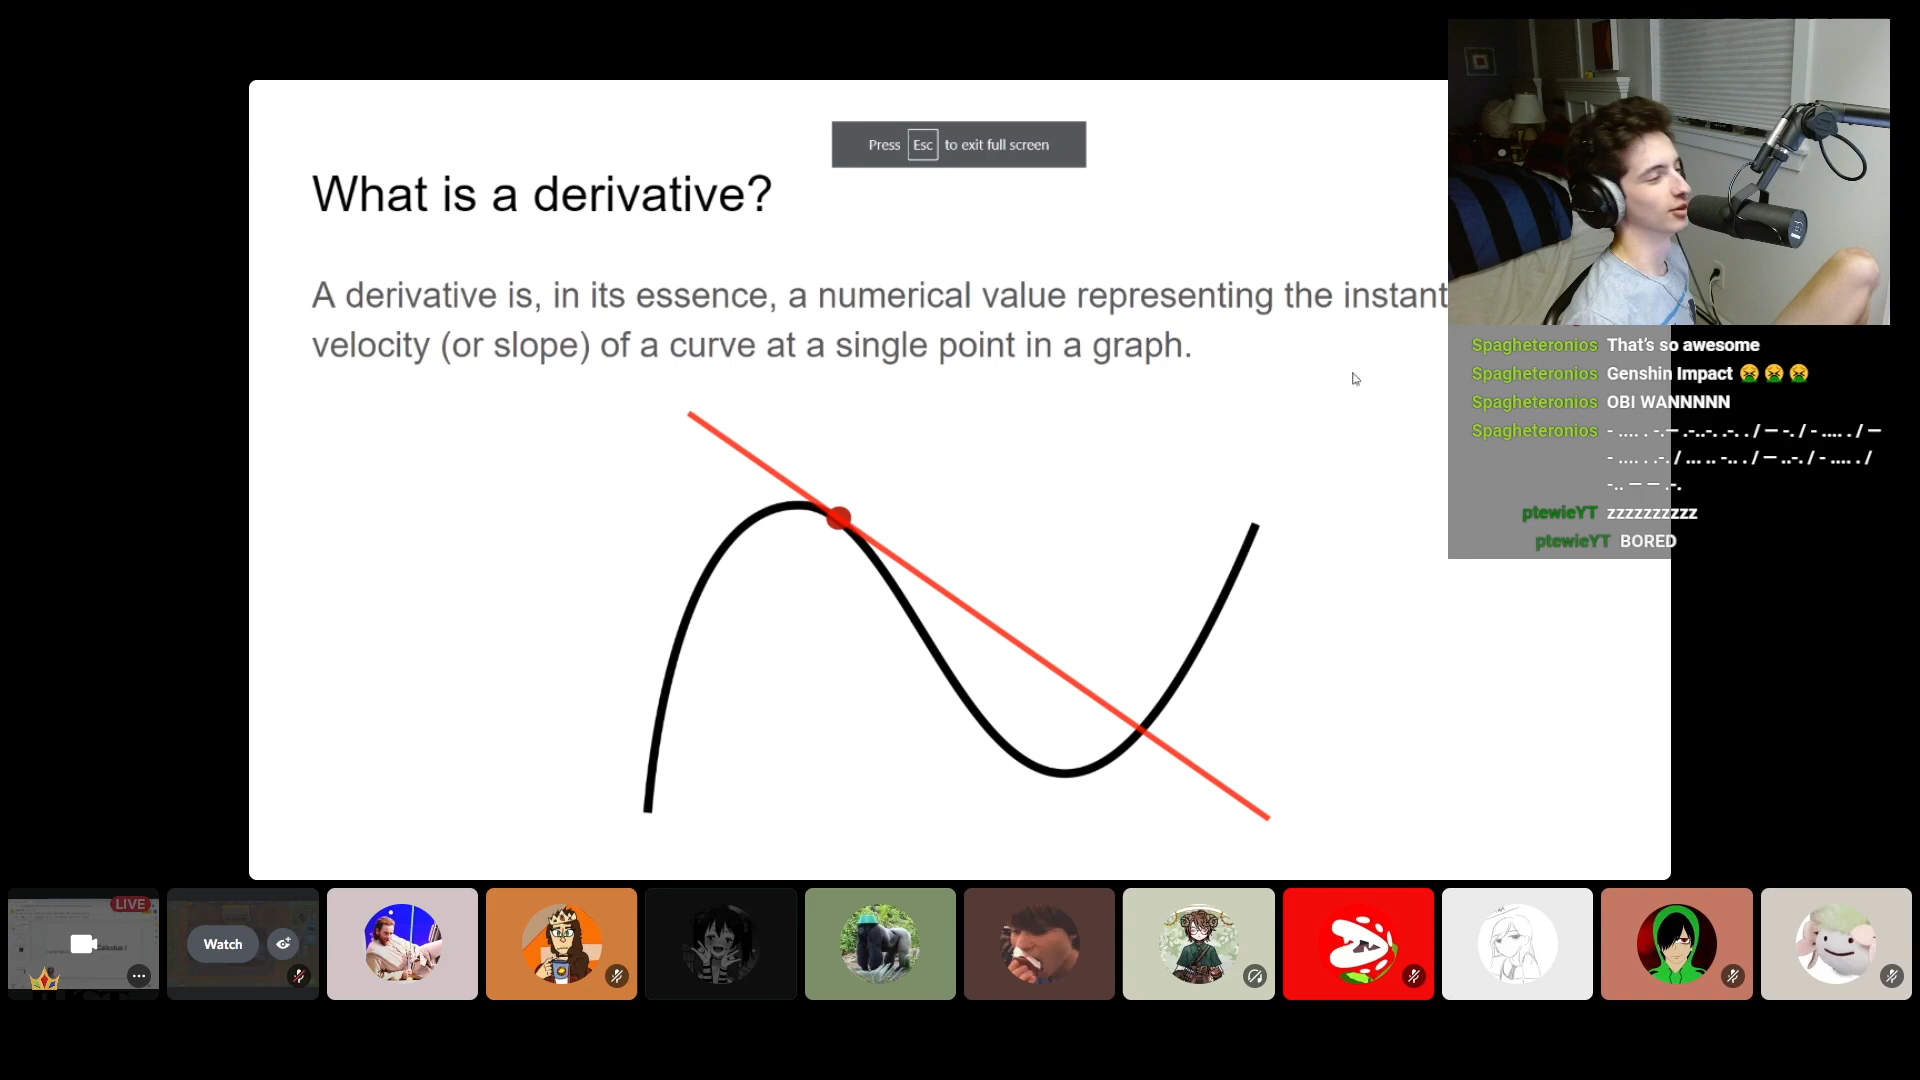 Press Esc to exit full screen
What is a derivative?
A derivative is, in its essence, a numerical value representing the instant
velocity (or slope) of a curve at a single point in a graph.
Spagheteronios That's so awesome
Spagheteronios Genshin Impact 🤮 🤮 🤮
Spagheteronios OBI WANNNNN
Spagheteronios - .... . -.— .-..-. .-. . / — -. / - .... . / —
- .... . .-. / ... .. -.. . / — ..-. / - .... . /
-.. — — .-.
ptewieYT zzzzzzzzzz
ptewieYT BORED
LIVE
Watch